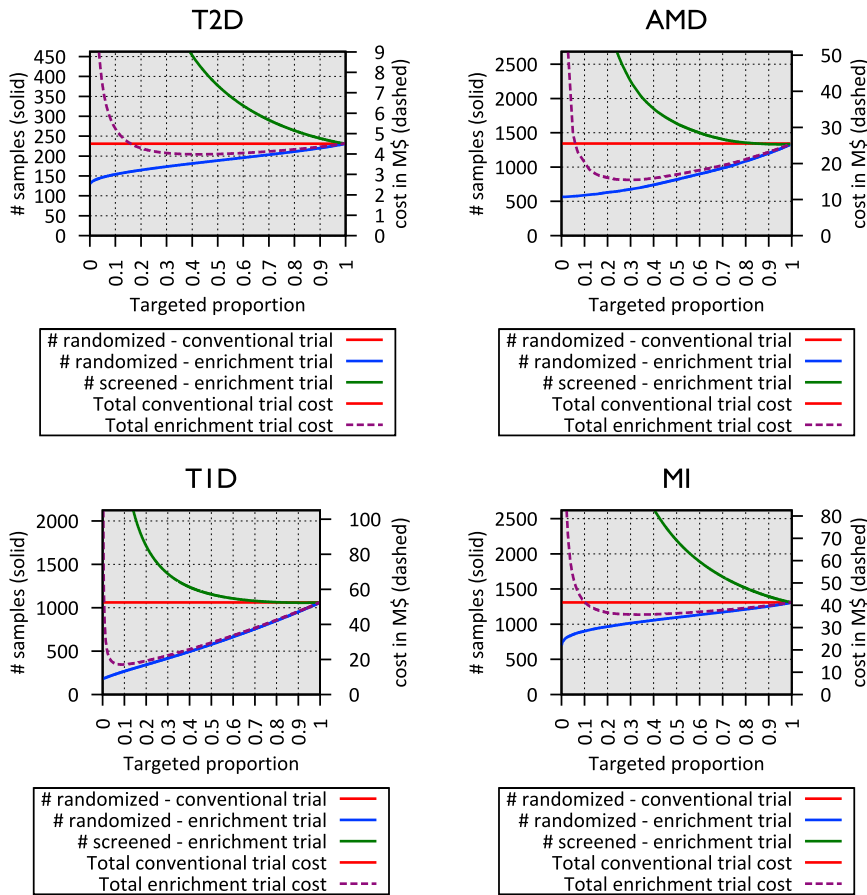 T2D
# samples (solid)
450
400
350
300
250
200
150
100
50
0
9
8
7
6
5
4
3
2
1
0
cost in M$ (dashed)
0 0.1 0.2 0.3 0.4 0.5 0.6 0.7 0.8 0.9 1
Targeted proportion
# randomized - conventional trial
# randomized - enrichment trial
# screened - enrichment trial
Total conventional trial cost
Total enrichment trial cost
AMD
# samples (solid)
2500
2000
1500
1000
500
0
50
40
30
20
10
0
cost in M$ (dashed)
0 0.1 0.2 0.3 0.4 0.5 0.6 0.7 0.8 0.9 1
Targeted proportion
# randomized - conventional trial
# randomized - enrichment trial
# screened - enrichment trial
Total conventional trial cost
Total enrichment trial cost
T1D
# samples (solid)
2000
1500
1000
500
0
100
80
60
40
20
0
cost in M$ (dashed)
0 0.1 0.2 0.3 0.4 0.5 0.6 0.7 0.8 0.9 1
Targeted proportion
# randomized - conventional trial
# randomized - enrichment trial
# screened - enrichment trial
Total conventional trial cost
Total enrichment trial cost
MI
# samples (solid)
2500
2000
1500
1000
500
0
80
70
60
50
40
30
20
10
0
cost in M$ (dashed)
0 0.1 0.2 0.3 0.4 0.5 0.6 0.7 0.8 0.9 1
Targeted proportion
# randomized - conventional trial
# randomized - enrichment trial
# screened - enrichment trial
Total conventional trial cost
Total enrichment trial cost